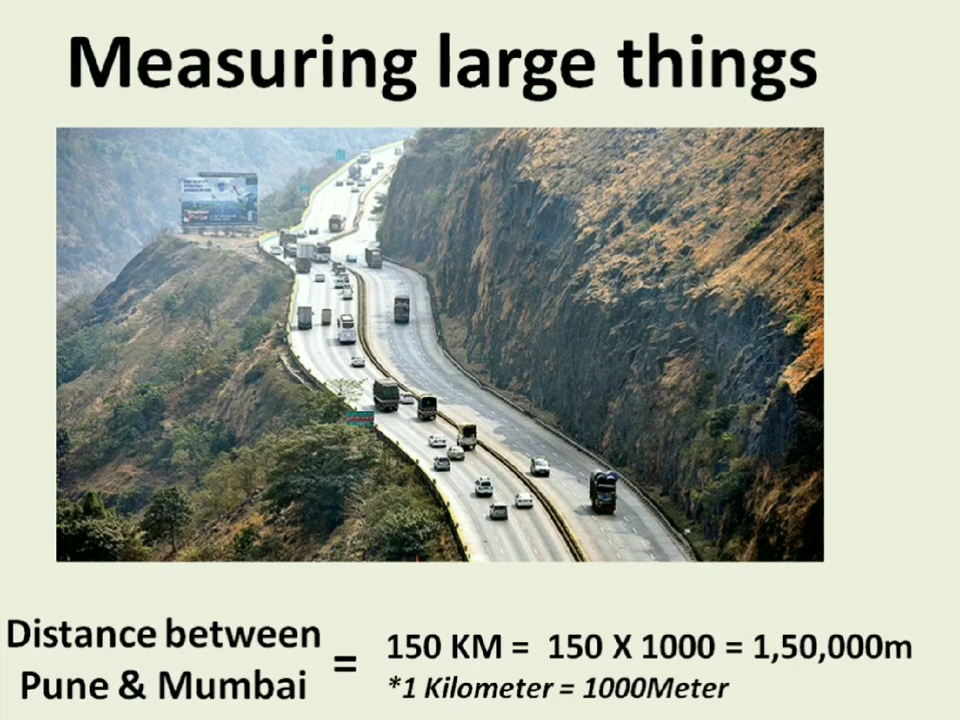 Measuring large things
Distance between
Pune & Mumbai
=
150 KM = 150 X 1000 = 1,50,000m
*1 Kilometer = 1000Meter